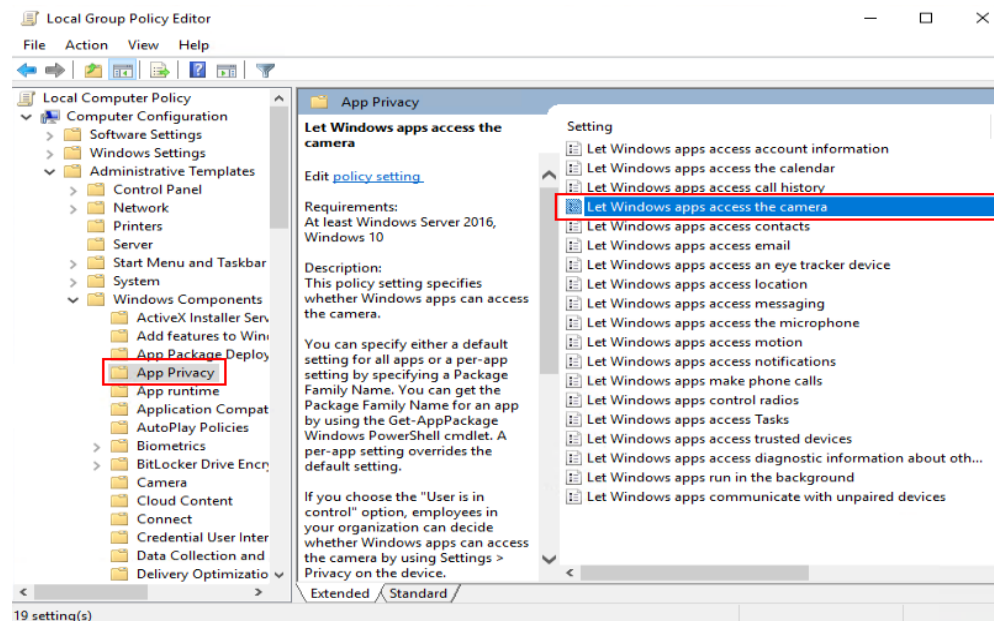 Local Group Policy Editor
File Action View Help
Local Computer Policy
Computer Configuration
Software Settings
Windows Settings
Administrative Templates
Control Panel
Network
Printers
Server
Start Menu and Taskbar
System
Windows Components
ActiveX Installer Serv
Add features to Win
App Package Deploy
App Privacy
App runtime
Application Compat
AutoPlay Policies
Biometrics
BitLocker Drive Encry
Camera
Cloud Content
Connect
Credential User Inter
Data Collection and
Delivery Optimizatio
App Privacy
Let Windows apps access the
camera
Edit policy setting
Requirements:
At least Windows Server 2016,
Windows 10
Description:
This policy setting specifies
whether Windows apps can access
the camera.
You can specify either a default
setting for all apps or a per-app
setting by specifying a Package
Family Name. You can get the
Package Family Name for an app
by using the Get-AppPackage
Windows PowerShell cmdlet. A
per-app setting overrides the
default setting.
If you choose the "User is in
control" option, employees in
your organization can decide
whether Windows apps can access
the camera by using Settings >
Privacy on the device.
Setting
Let Windows apps access account information
Let Windows apps access the calendar
Let Windows apps access call history
Let Windows apps access the camera
Let Windows apps access contacts
Let Windows apps access email
Let Windows apps access an eye tracker device
Let Windows apps access location
Let Windows apps access messaging
Let Windows apps access the microphone
Let Windows apps access motion
Let Windows apps access notifications
Let Windows apps make phone calls
Let Windows apps control radios
Let Windows apps access Tasks
Let Windows apps access trusted devices
Let Windows apps access diagnostic information about oth...
Let Windows apps run in the background
Let Windows apps communicate with unpaired devices
Extended Standard
19 setting(s)